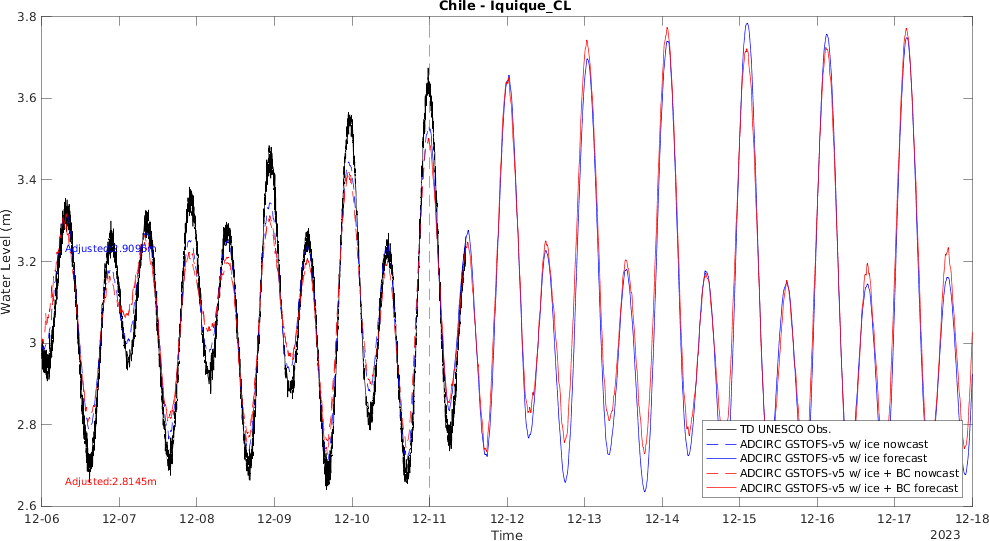 Chile - Iquique_CL
3.8
3.6
3.4
3.2
3
2.8
2.6
Water Level (m)
Adjusted:2.8145m
TD UNESCO Obs.
ADCIRC GSTOFS-v5 w/ ice nowcast
ADCIRC GSTOFS-v5 w/ ice forecast
ADCIRC GSTOFS-v5 w/ ice + BC nowcast
ADCIRC GSTOFS-v5 w/ ice + BC forecast
12-06 12-07 12-08 12-09 12-10 12-11 12-12 12-13 12-14 12-15 12-16 12-17 12-18
Time
2023